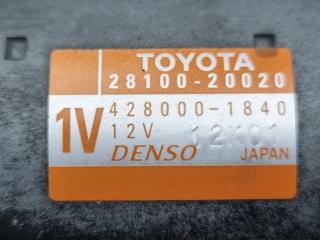 TOYOTA
28100-20020
1V 428000-1840
12V 12K01
DENSO JAPAN